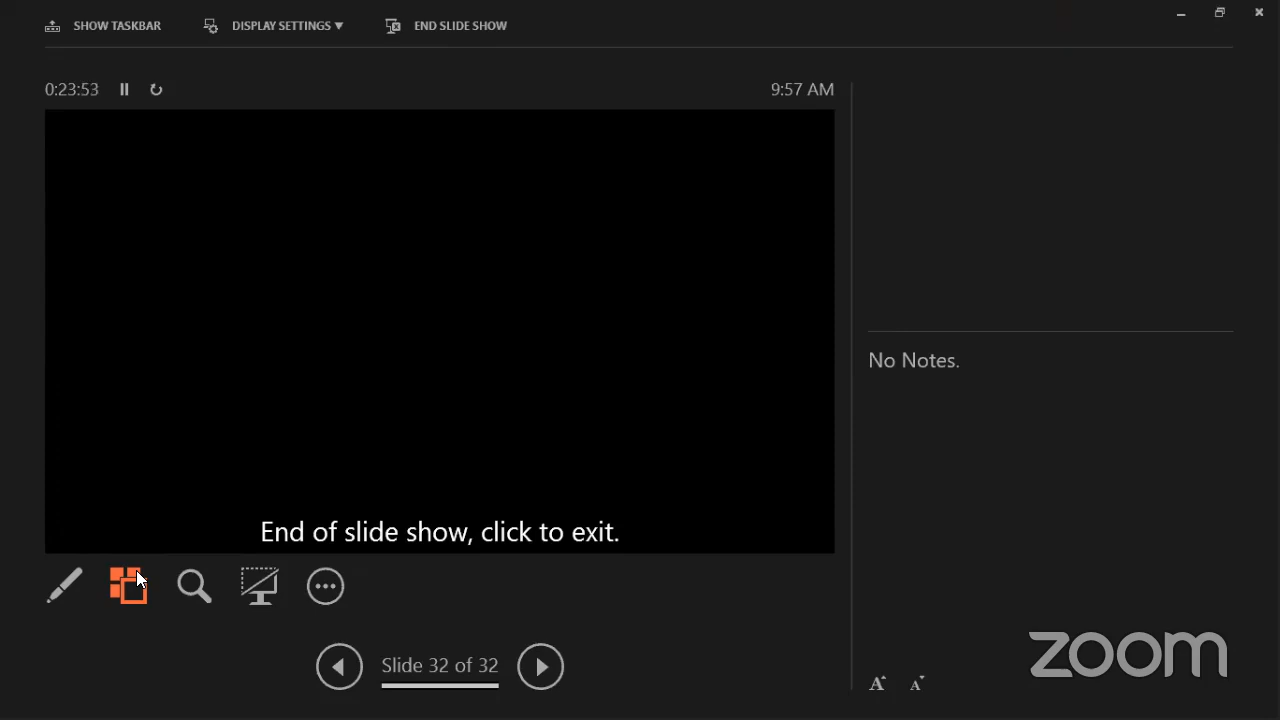 SHOW TASKBAR
DISPLAY SETTINGS ▼
END SLIDE SHOW
0:23:53
9:57 AM
End of slide show, click to exit.
No Notes.
Slide 32 of 32
A A
zoom